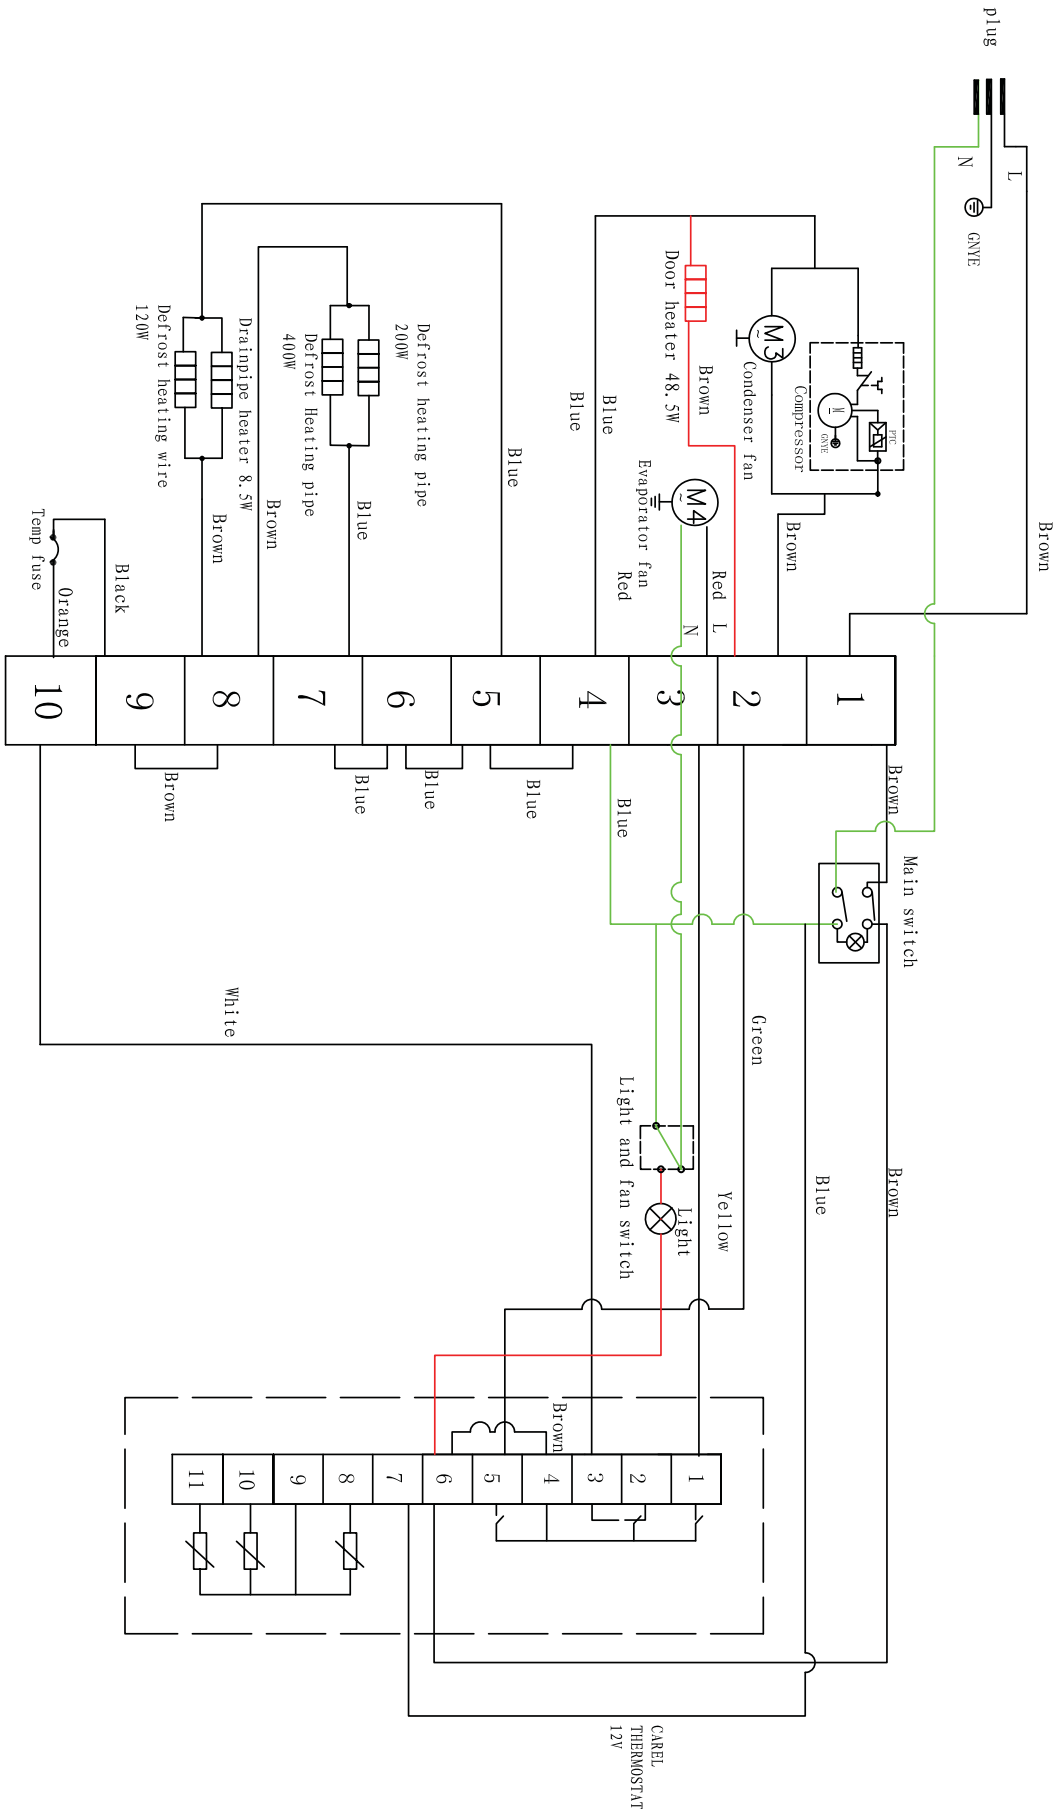 plug
L
N
GNYE
Brown
Compressor
PTC
M
GNYE
M3
~
Condenser fan
Brown
Door heater 48.5W
Brown
Blue
Blue
M4
~
Evaporator fan
Red L
N
Red
Defrost heating pipe
200W
Defrost Heating pipe
400W
Blue
Blue
Drainpipe heater 8.5W
Brown
Defrost heating wire
120W
Brown
Temp fuse
Black
Orange
1
2
3
4
5
6
7
8
9
10
Brown
Blue
Blue
Blue
Blue
Brown
Main switch
White
Green
Brown
Blue
Yellow
Light
Light and fan switch
Brown
1
2
3
4
5
6
7
8
9
10
11
CAREL
THERMOSTAT
12V